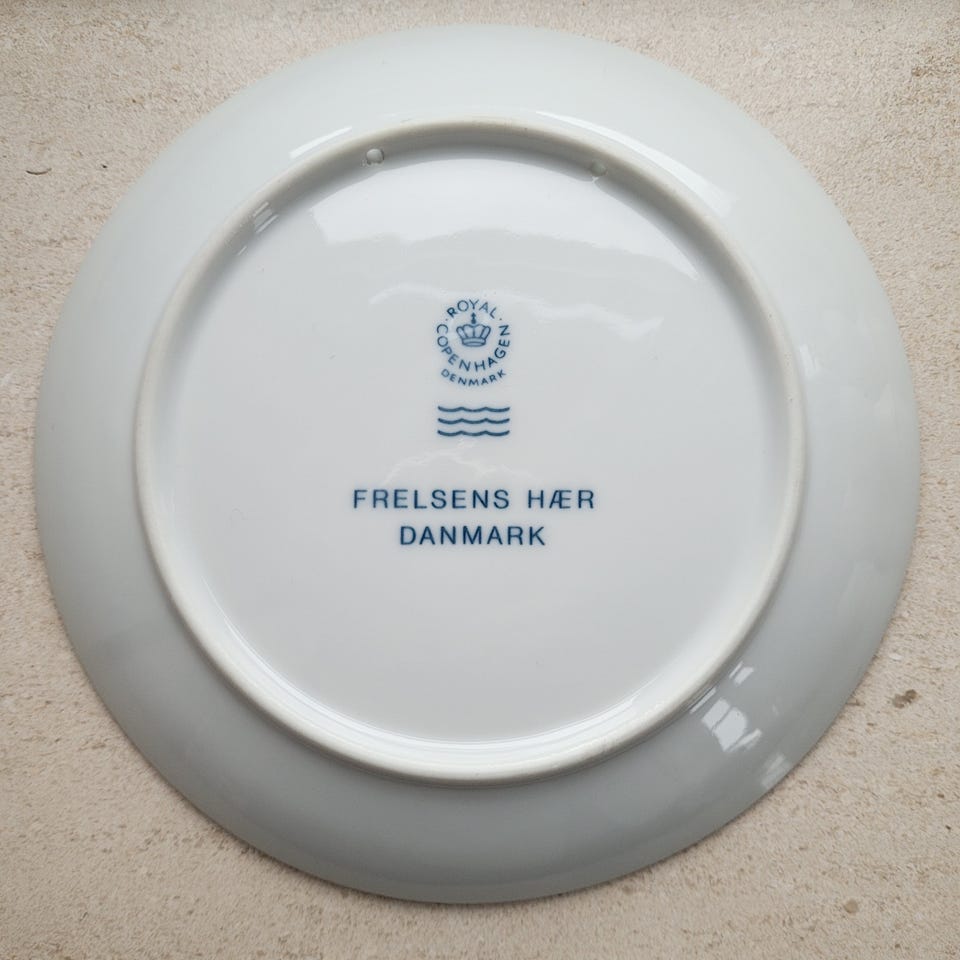 ROYAL
COPENHAGEN
DENMARK
FRELSENS HÆR
DANMARK